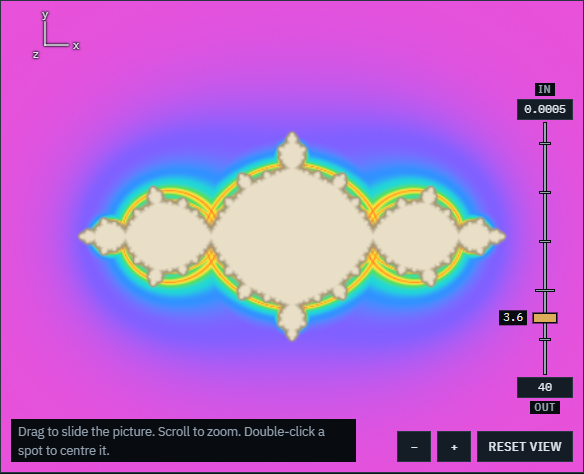 y
x
z
IN
0.0005
3.6
40
OUT
Drag to slide the picture. Scroll to zoom. Double-click a
spot to centre it.
–
+
RESET VIEW